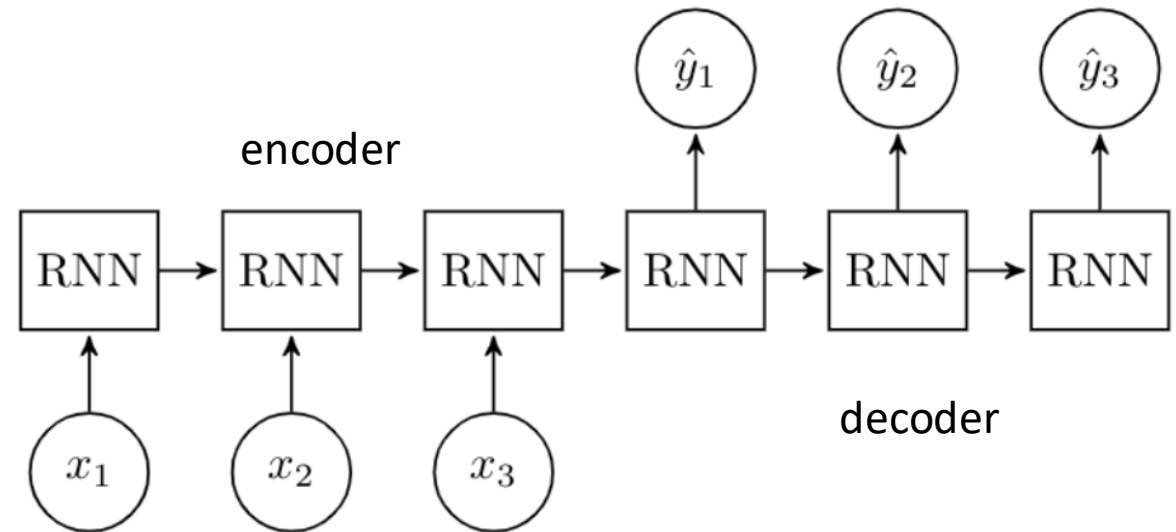 ŷ₁ ŷ₂ ŷ₃
encoder
RNN RNN RNN RNN RNN RNN
decoder
x₁ x₂ x₃